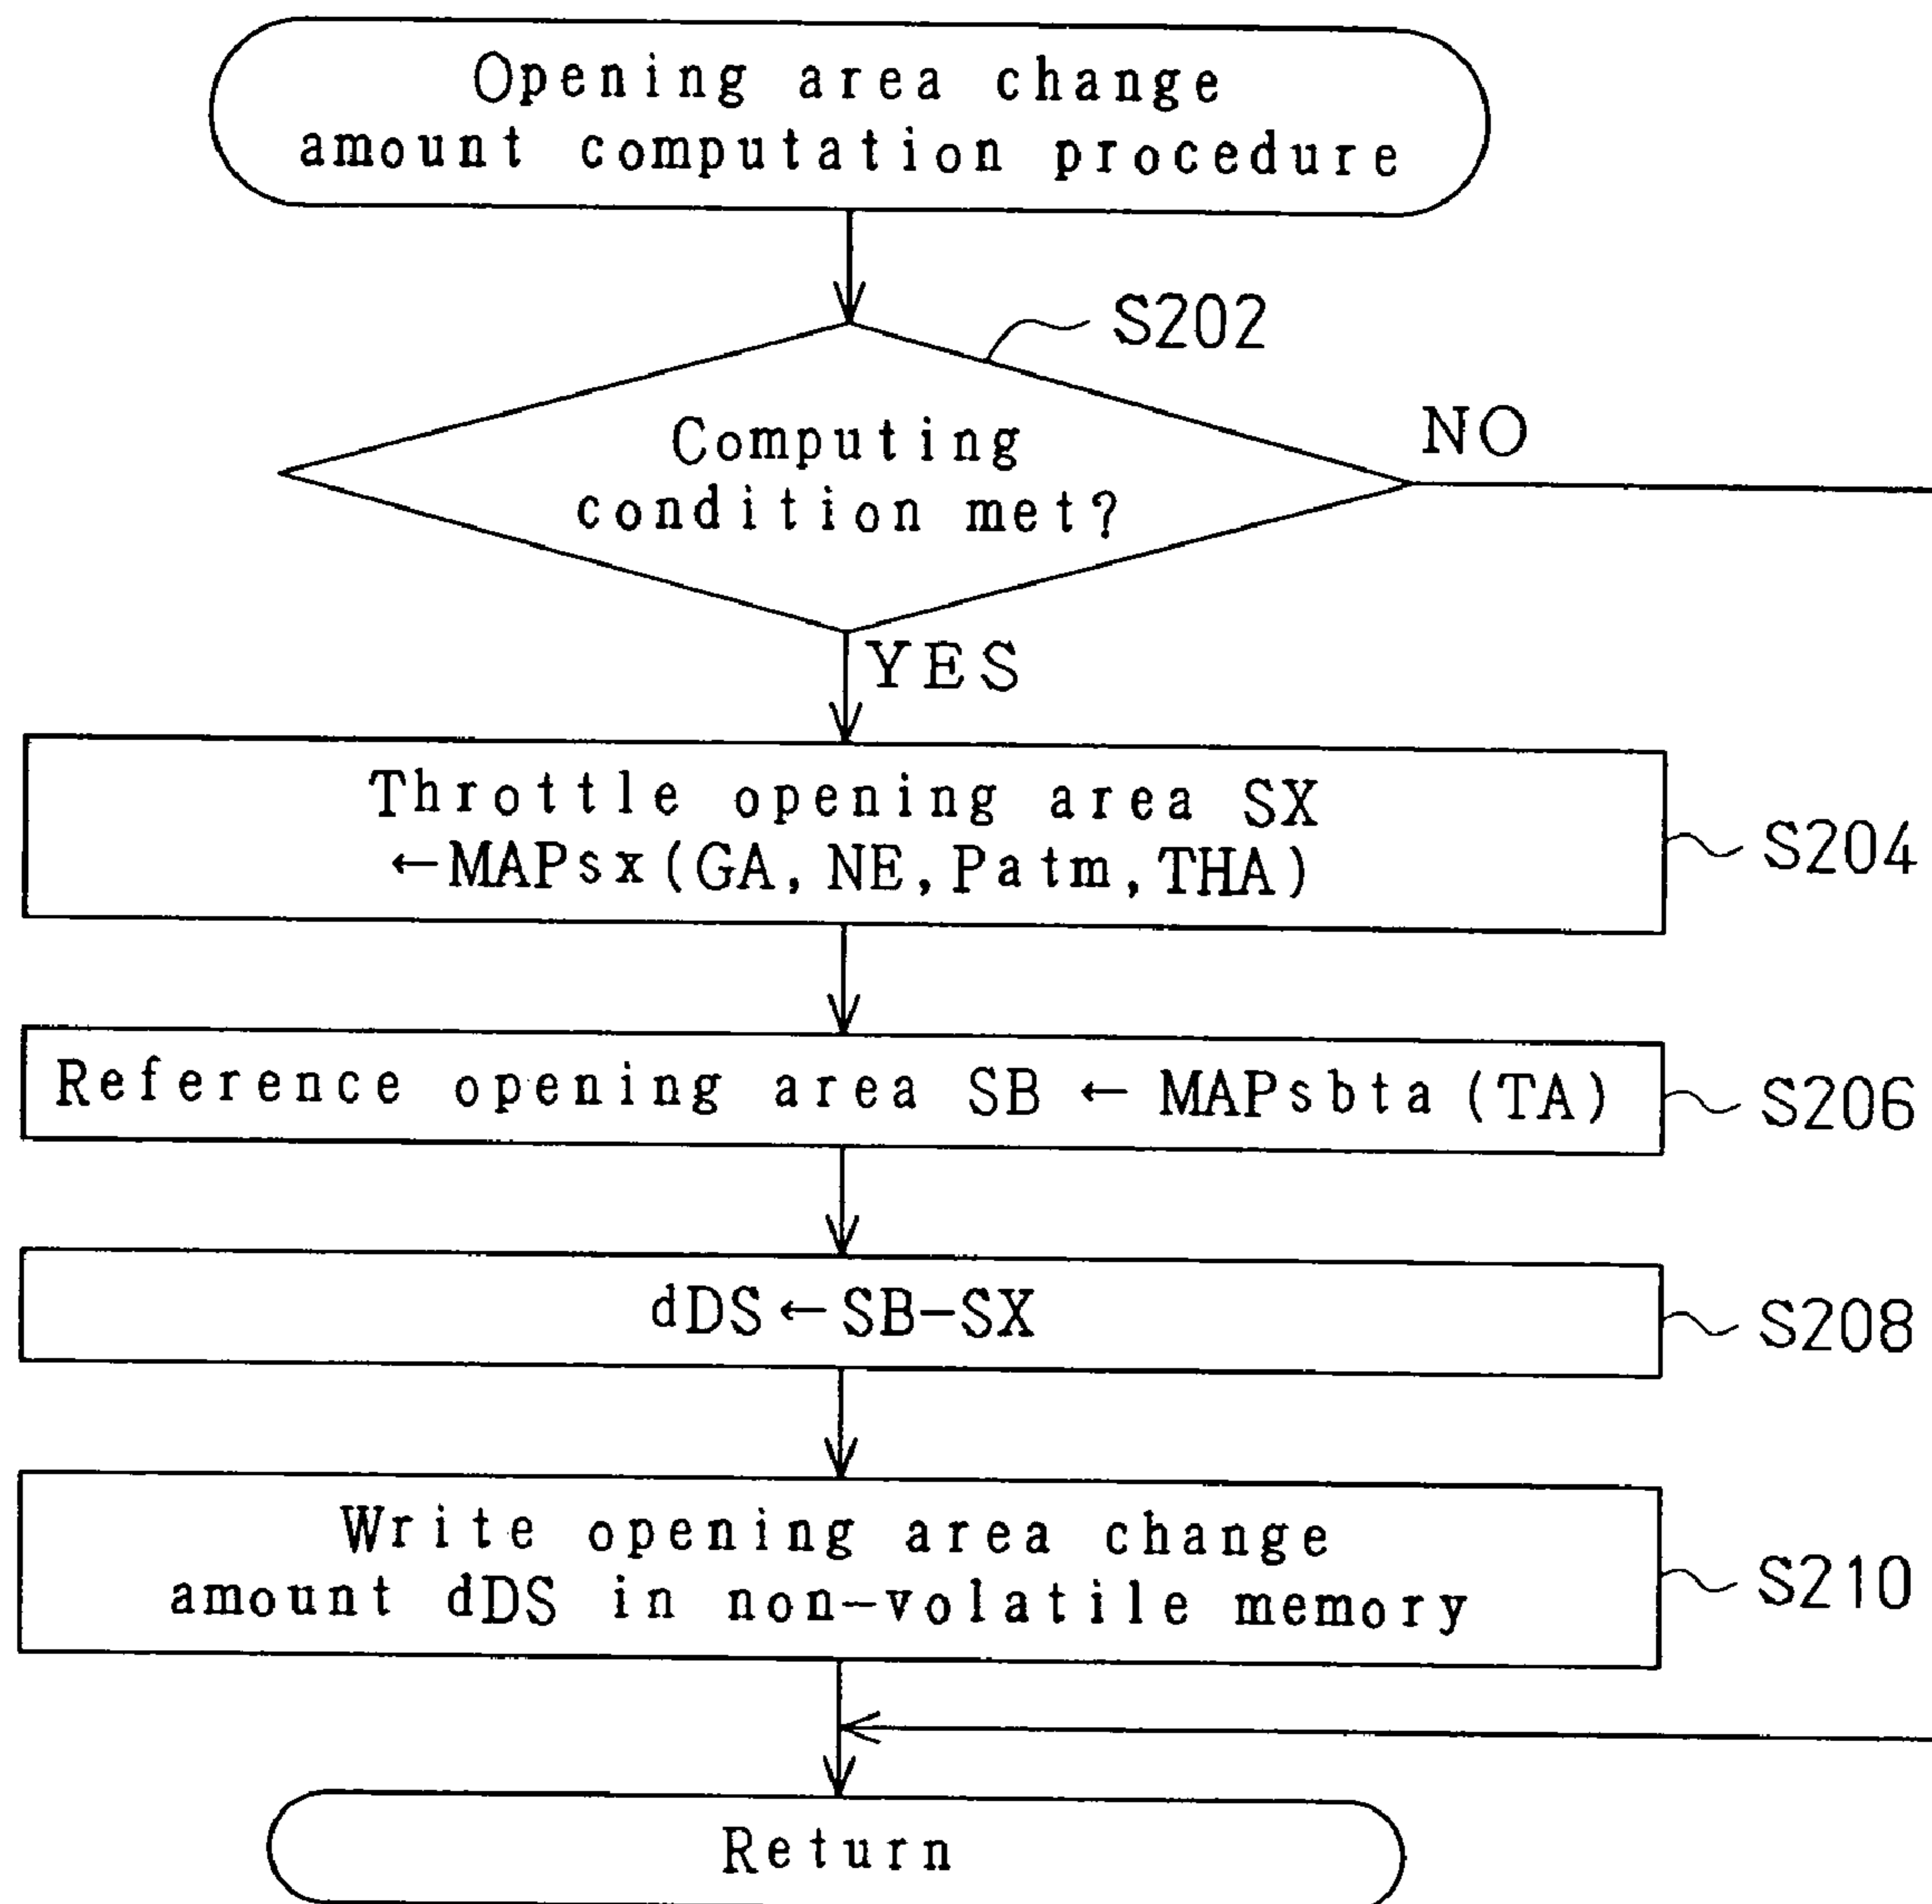 Opening area change
amount computation procedure
S202
Computing
condition met?
NO
YES
Throttle opening area SX
←MAPsx(GA, NE, Patm, THA)
S204
Reference opening area SB ← MAPsbta (TA)
S206
dDS←SB-SX
S208
Write opening area change
amount dDS in non-volatile memory
S210
Return